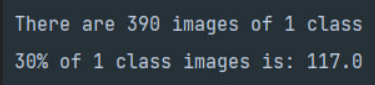 There are 390 images of 1 class
30% of 1 class images is: 117.0